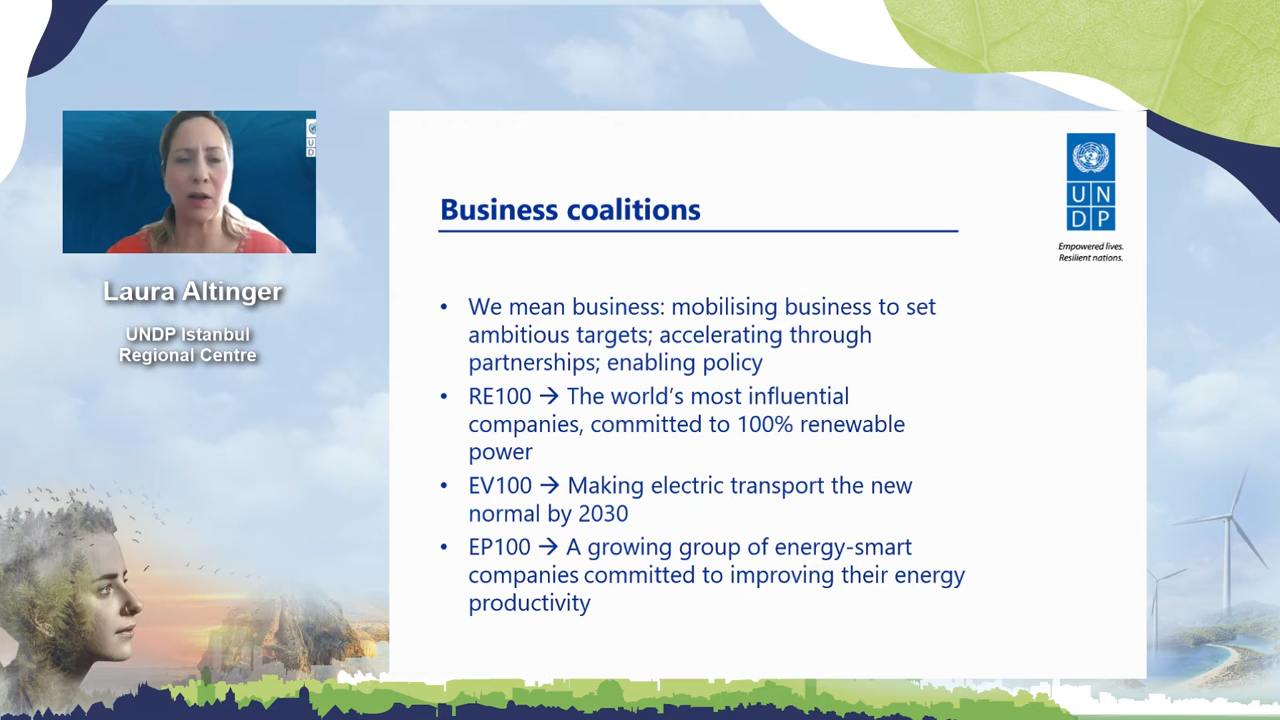 Laura Altinger
UNDP Istanbul
Regional Centre
Business coalitions
U N
D P
Empowered lives.
Resilient nations.
• We mean business: mobilising business to set
ambitious targets; accelerating through
partnerships; enabling policy
• RE100 → The world's most influential
companies, committed to 100% renewable
power
• EV100 → Making electric transport the new
normal by 2030
• EP100 → A growing group of energy-smart
companies committed to improving their energy
productivity